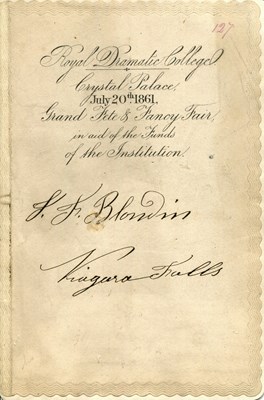 127
Royal Dramatic College
Crystal Palace,
July 20th 1861,
Grand Fete & Fancy Fair,
in aid of the Funds
of the Institution.
J. F. Blondin
Niagara Falls